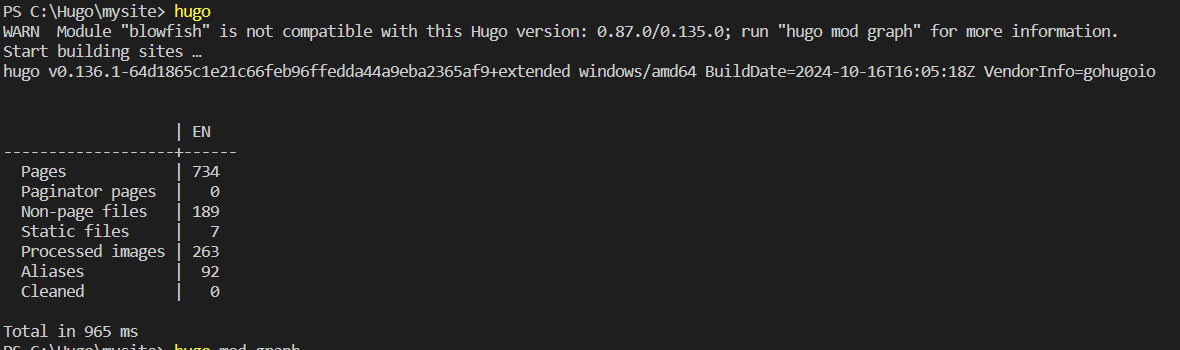 PS C:\Hugo\mysite> hugo
WARN  Module "blowfish" is not compatible with this Hugo version: 0.87.0/0.135.0; run "hugo mod graph" for more information.
Start building sites …
hugo v0.136.1-64d1865c1e21c66feb96ffedda44a9eba2365af9+extended windows/amd64 BuildDate=2024-10-16T16:05:18Z VendorInfo=gohugoio
                   | EN
-------------------+------
  Pages            | 734
  Paginator pages  |   0
  Non-page files   | 189
  Static files     |   7
  Processed images | 263
  Aliases          |  92
  Cleaned          |   0
Total in 965 ms
PS C:\Hugo\mysite> hugo mod graph